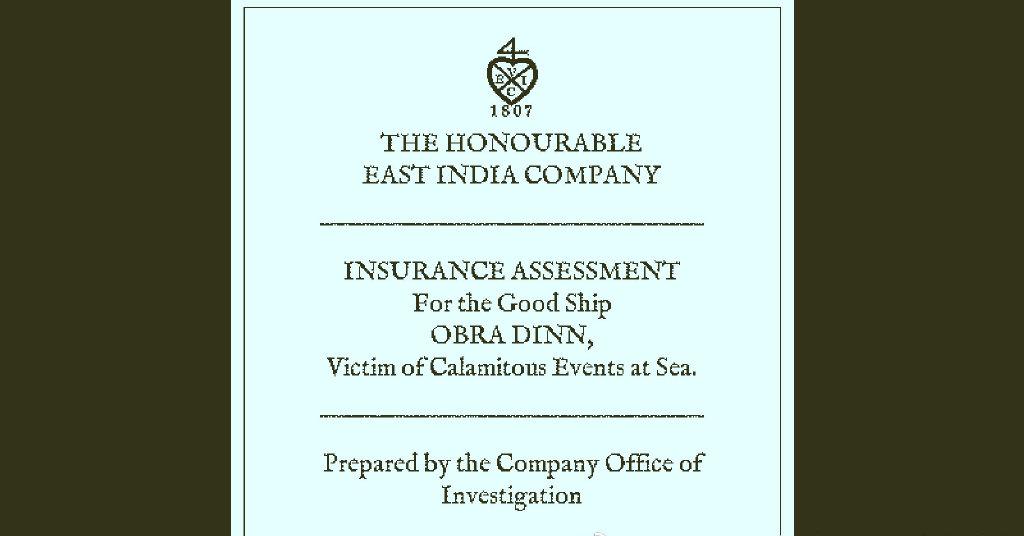 4
V
E I
C
1807
THE HONOURABLE
EAST INDIA COMPANY
INSURANCE ASSESSMENT
For the Good Ship
OBRA DINN,
Victim of Calamitous Events at Sea.
Prepared by the Company Office of
Investigation